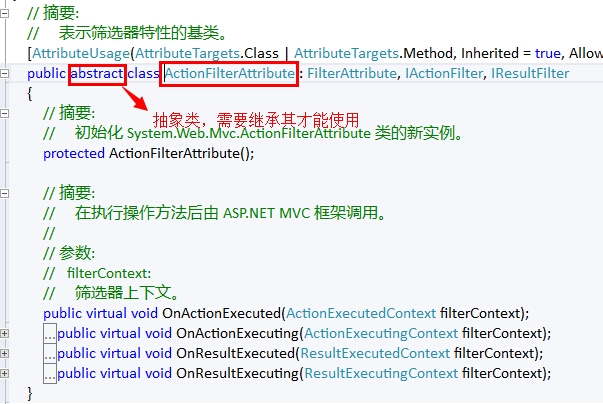 // 摘要:
//     表示筛选器特性的基类。
[AttributeUsage(AttributeTargets.Class | AttributeTargets.Method, Inherited = true, Allow
public abstract class ActionFilterAttribute : FilterAttribute, IActionFilter, IResultFilter
{
抽象类，需要继承其才能使用
// 摘要:
//     初始化 System.Web.Mvc.ActionFilterAttribute 类的新实例。
protected ActionFilterAttribute();
// 摘要:
//     在执行操作方法后由 ASP.NET MVC 框架调用。
//
// 参数:
//   filterContext:
//     筛选器上下文。
public virtual void OnActionExecuted(ActionExecutedContext filterContext);
...public virtual void OnActionExecuting(ActionExecutingContext filterContext);
...public virtual void OnResultExecuted(ResultExecutedContext filterContext);
...public virtual void OnResultExecuting(ResultExecutingContext filterContext);
}